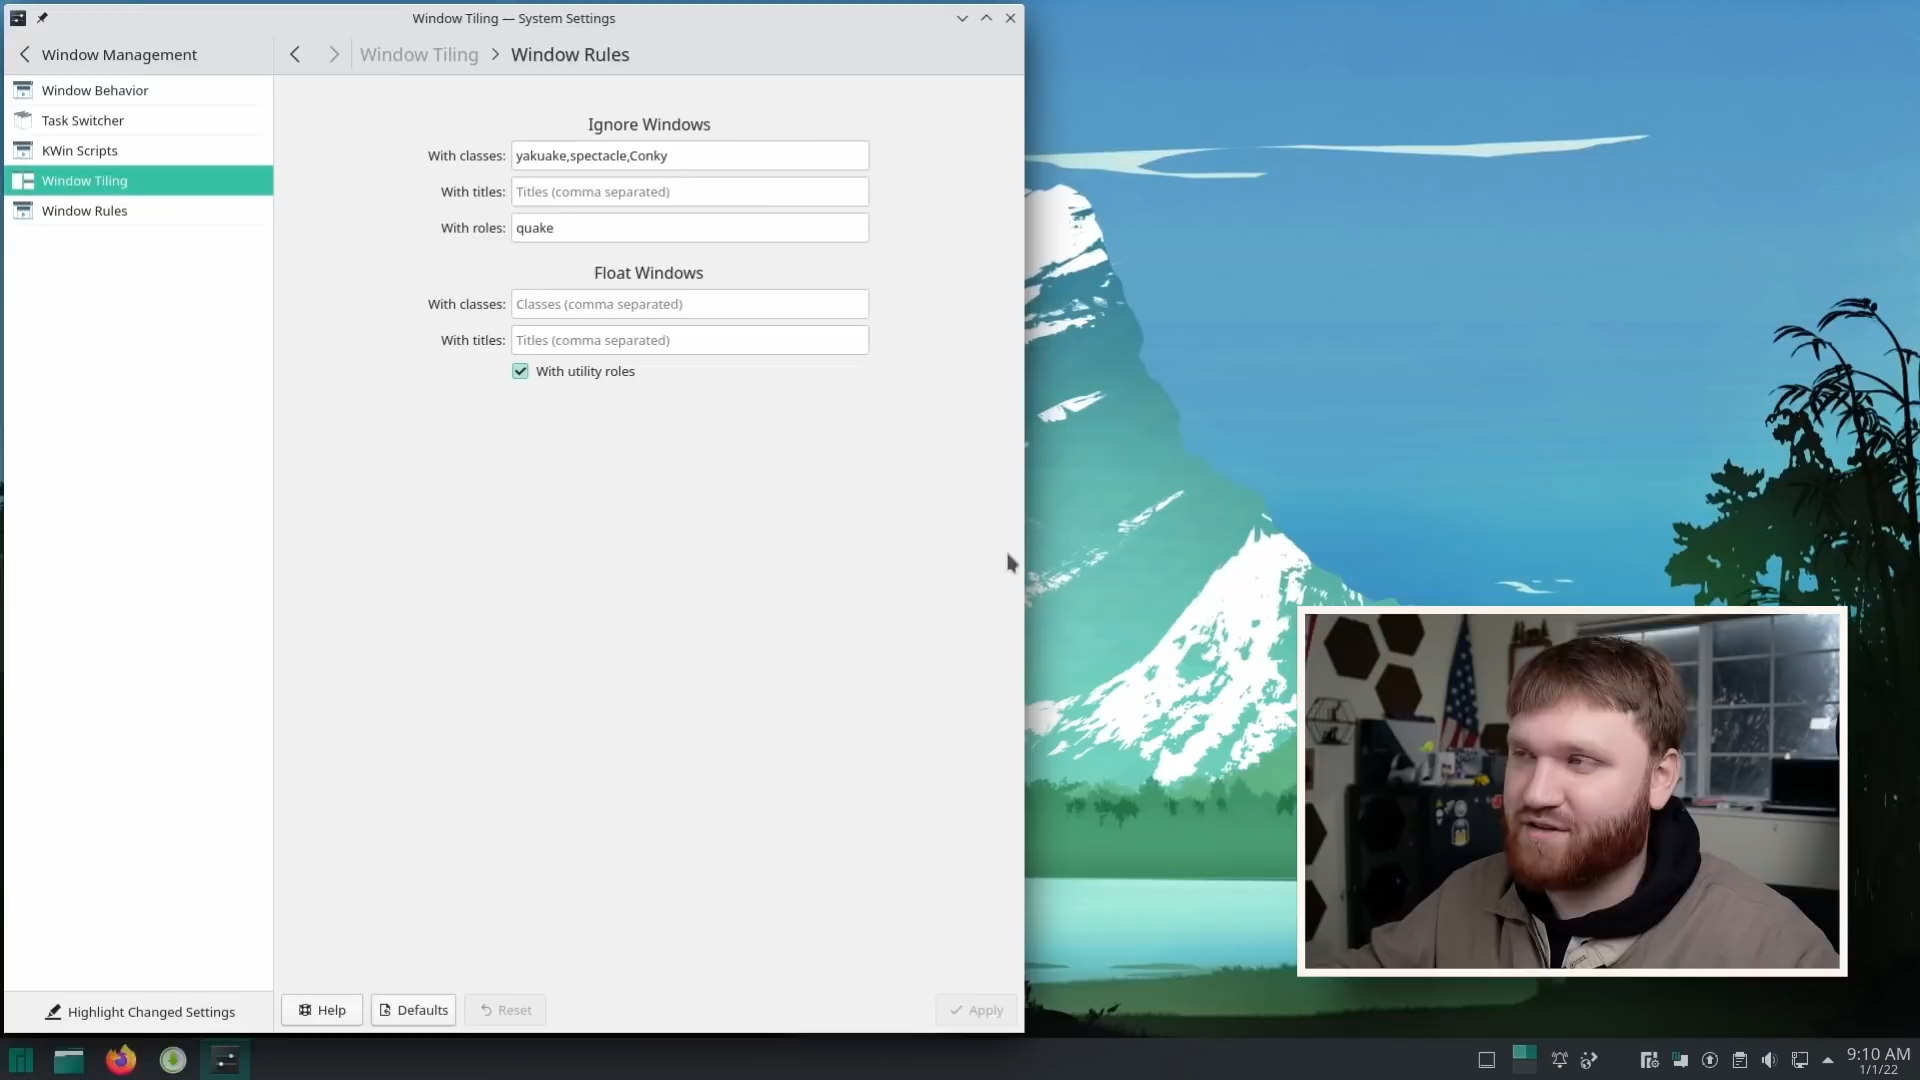 Window Tiling — System Settings
Window Management
Window Tiling > Window Rules
Window Behavior
Task Switcher
KWin Scripts
Window Tiling
Window Rules
Ignore Windows
With classes: yakuake,spectacle,Conky
With titles: Titles (comma separated)
With roles: quake
Float Windows
With classes: Classes (comma separated)
With titles: Titles (comma separated)
With utility roles
Highlight Changed Settings
Help
Defaults
Reset
Apply
9:10 AM
1/1/22